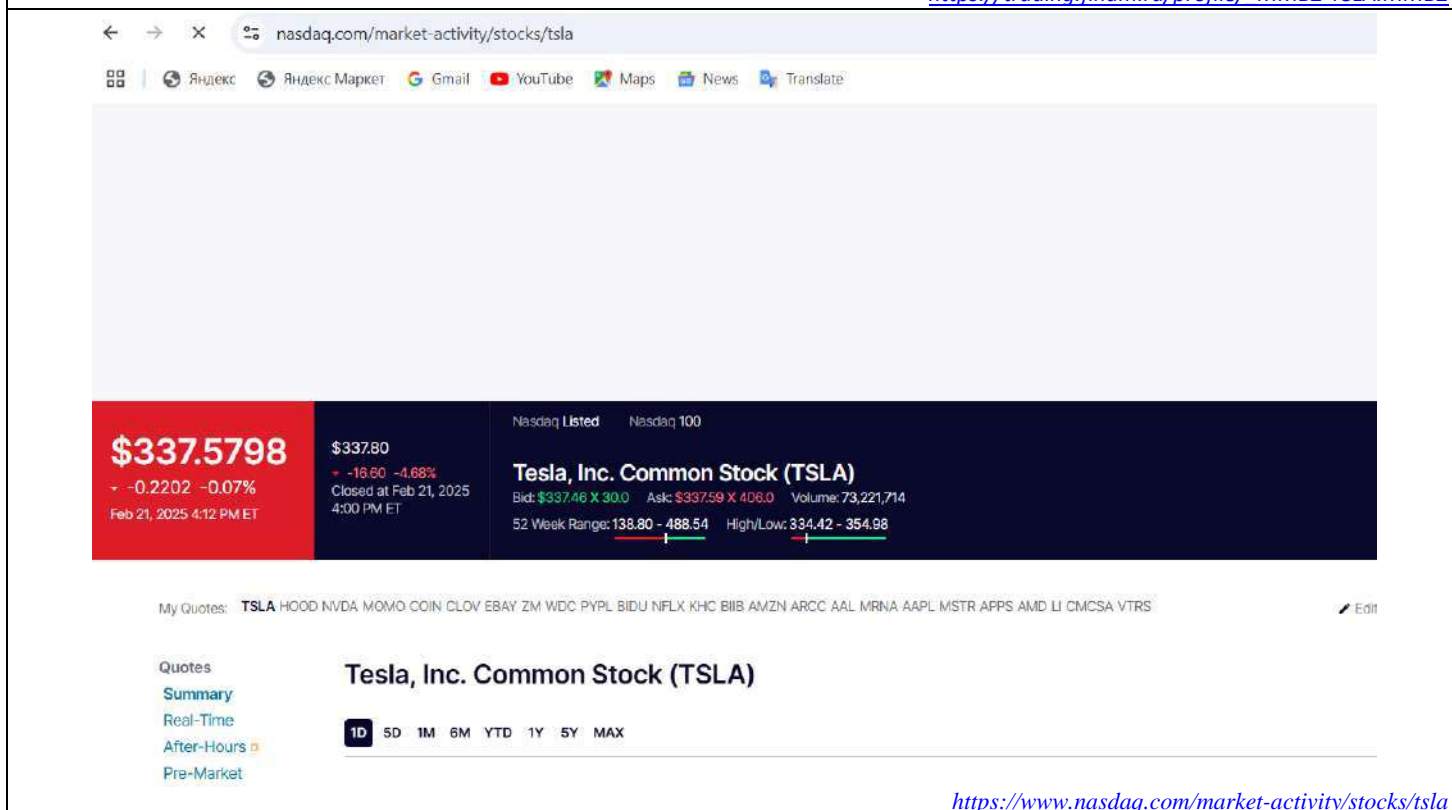 nasdaq.com/market-activity/stocks/tsla
Яндекс Яндекс Маркет Gmail YouTube Maps News Translate
Nasdaq Listed Nasdaq 100
$337.5798
-0.2202 -0.07%
Feb 21, 2025 4:12 PM ET
$337.80
-16.60 -4.68%
Closed at Feb 21, 2025
4:00 PM ET
Tesla, Inc. Common Stock (TSLA)
Bid: $337.46 X 30.0 Ask: $337.59 X 406.0 Volume: 73,221,714
52 Week Range: 138.80 - 488.54 High/Low: 334.42 - 354.98
My Quotes: TSLA HOOD NVDA MOMO COIN CLOV EBAY ZM WDC PYPL BIDU NFLX KHC BIIB AMZN ARCC AAL MRNA AAPL MSTR APPS AMD LI CMCSA VTRS Edit
Quotes
Summary
Real-Time
After-Hours
Pre-Market
Tesla, Inc. Common Stock (TSLA)
1D 5D 1M 6M YTD 1Y 5Y MAX
https://www.nasdaq.com/market-activity/stocks/tsla